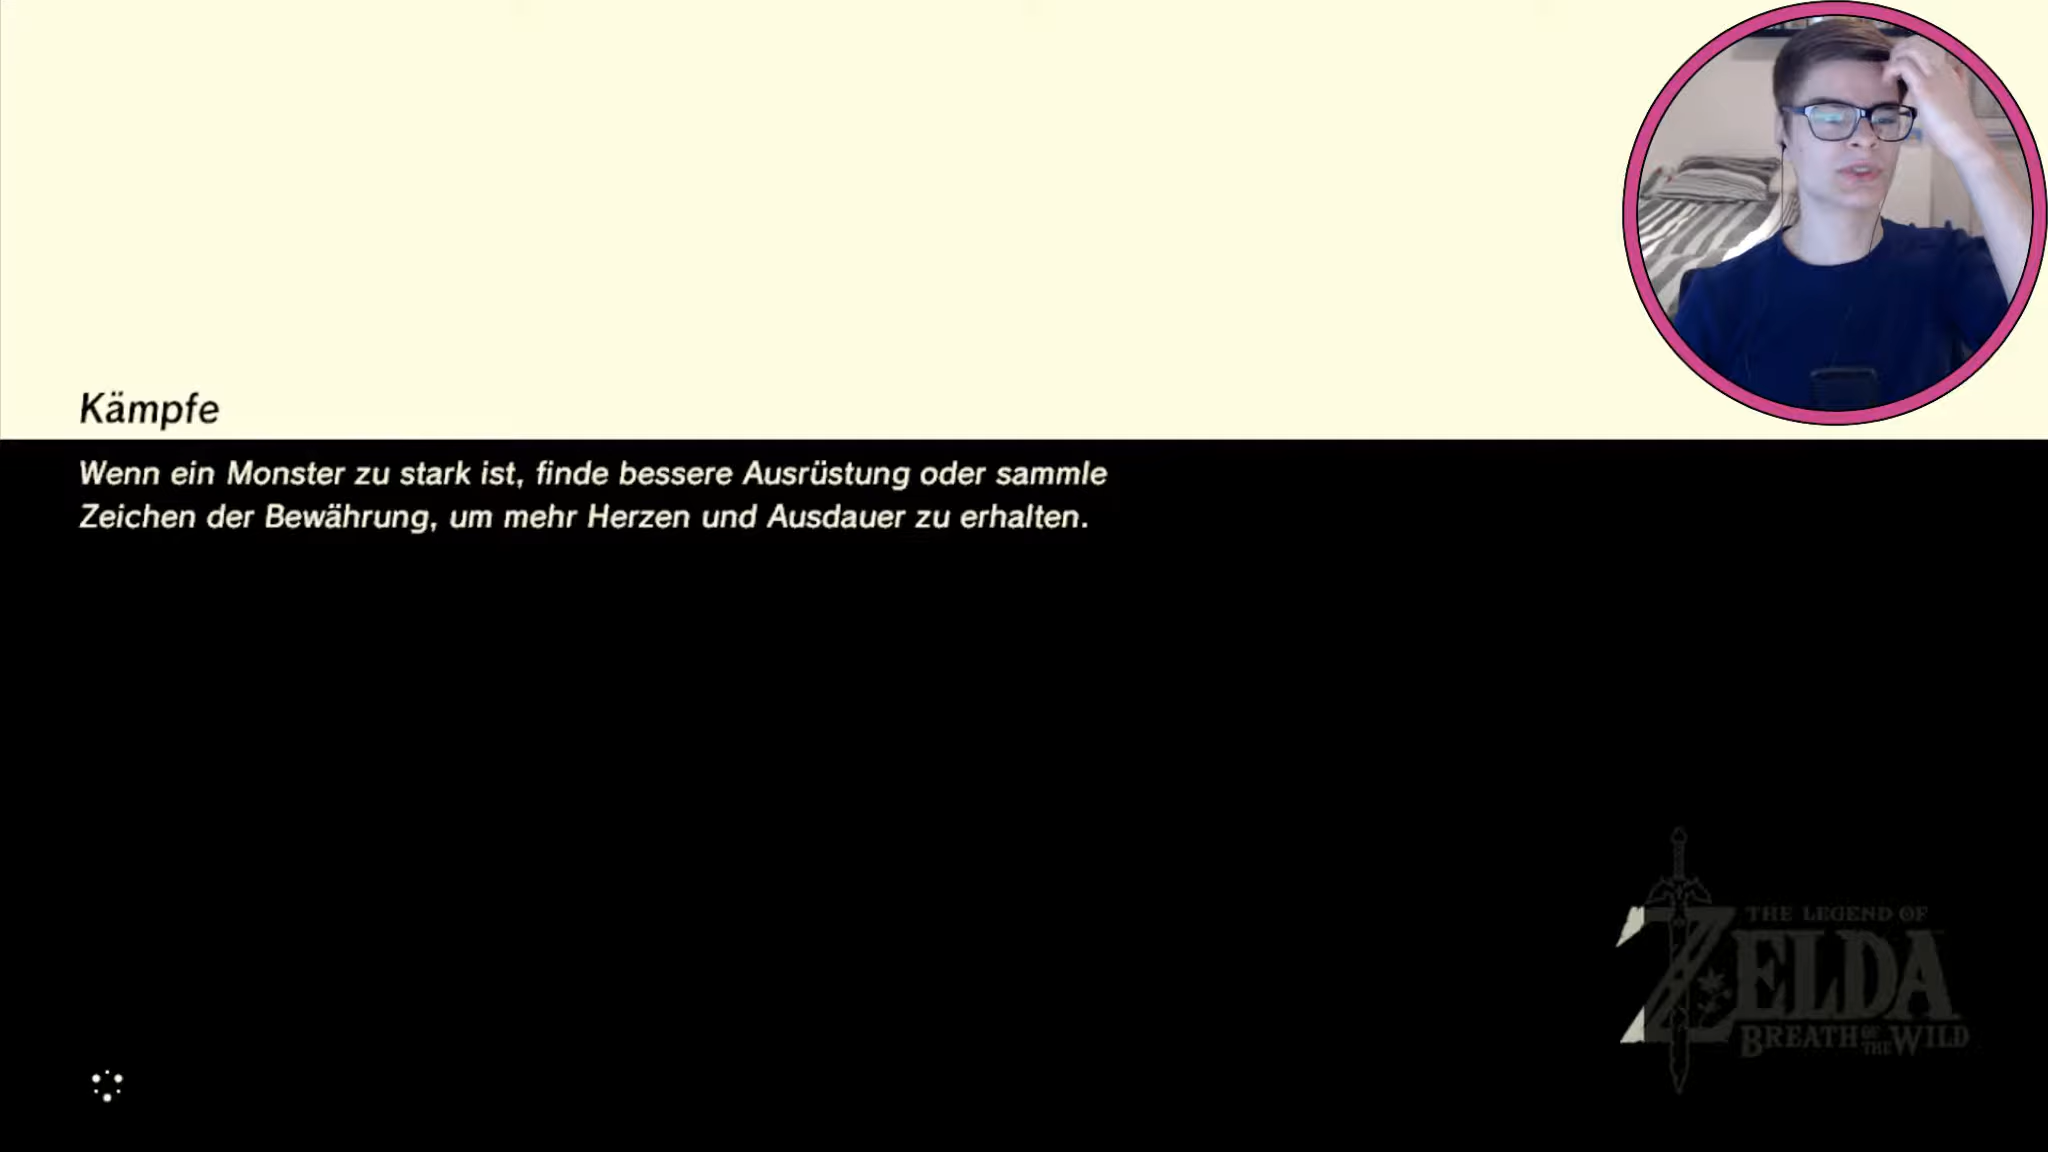 Kämpfe
Wenn ein Monster zu stark ist, finde bessere Ausrüstung oder sammle
Zeichen der Bewährung, um mehr Herzen und Ausdauer zu erhalten.
THE LEGEND OF
ZELDA
BREATH OF THE WILD